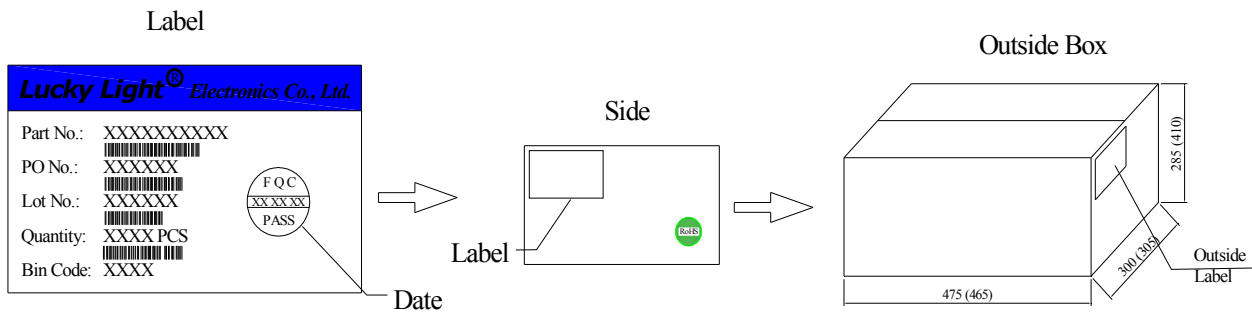 Label
Lucky Light® Electronics Co., Ltd.
Part No.: XXXXXXXXXX
PO No.: XXXXXX
Lot No.: XXXXXX
Quantity: XXXX PCS
Bin Code: XXXX
F Q C
XX XX XX
PASS
Date
Side
RoHS
Label
Outside Box
285 (410)
300 (305)
475 (465)
Outside
Label